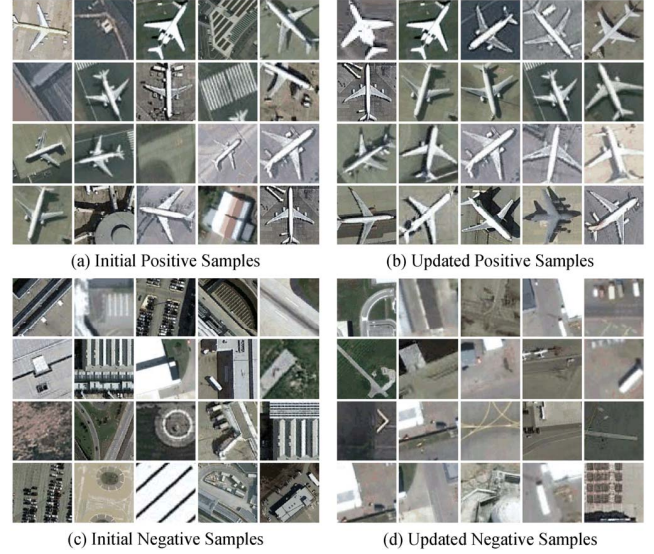 (a) Initial Positive Samples
(b) Updated Positive Samples
(c) Initial Negative Samples
(d) Updated Negative Samples